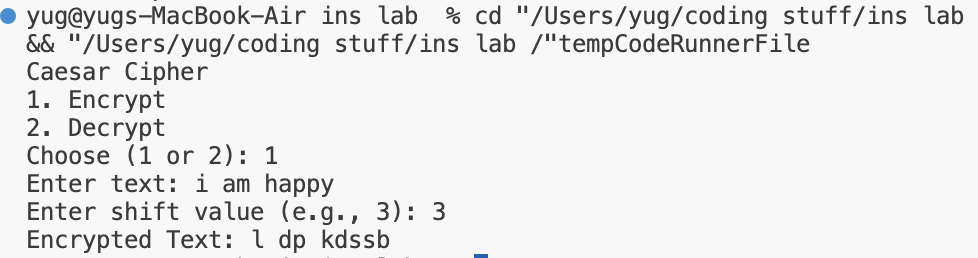 yug@yugs-MacBook-Air ins lab  % cd "/Users/yug/coding stuff/ins lab
&& "/Users/yug/coding stuff/ins lab /"tempCodeRunnerFile
Caesar Cipher
1. Encrypt
2. Decrypt
Choose (1 or 2): 1
Enter text: i am happy
Enter shift value (e.g., 3): 3
Encrypted Text: l dp kdssb